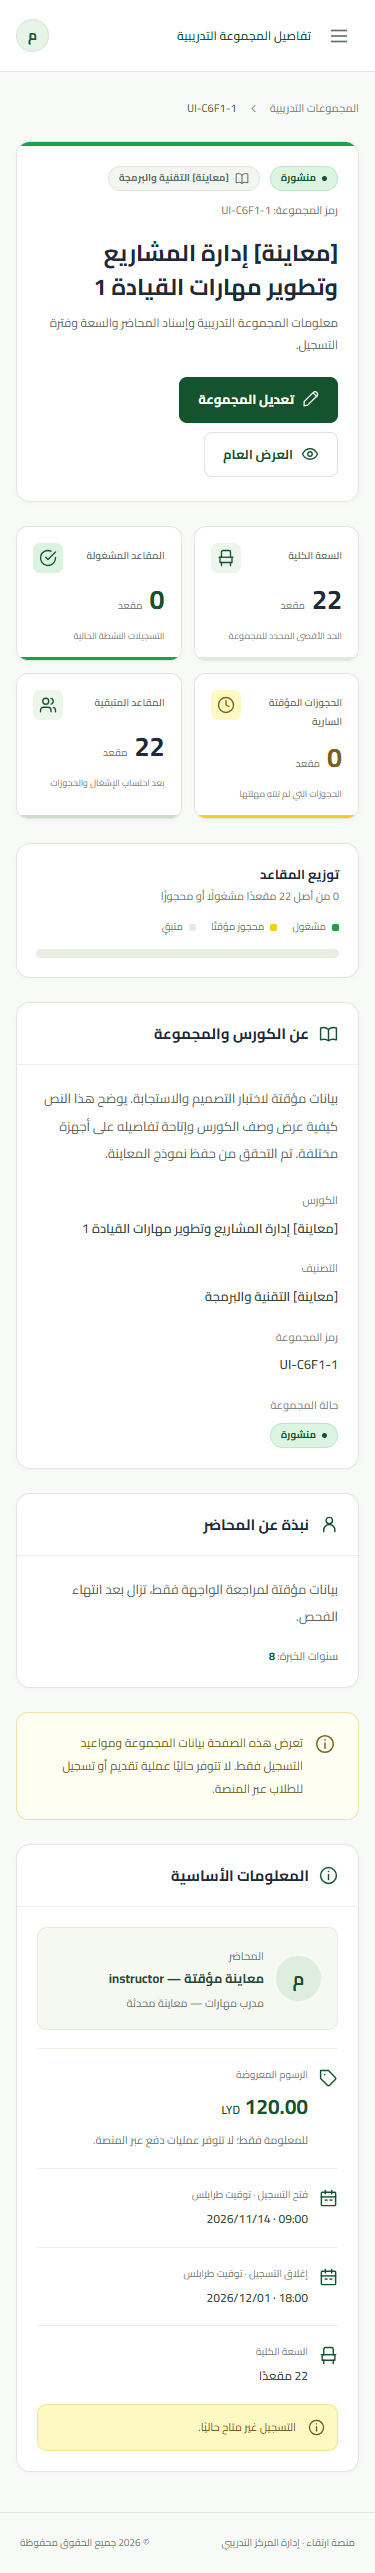 تفاصيل المجموعة التدريبية
م
المجموعات التدريبية › UI-C6F1-1
منشورة
[معاينة] التقنية والبرمجة
رمز المجموعة: UI-C6F1-1
[معاينة] إدارة المشاريع
وتطوير مهارات القيادة 1
معلومات المجموعة التدريبية وإسناد المحاضر والسعة وفترة
التسجيل.
تعديل المجموعة
العرض العام
السعة الكلية
22 مقعد
الحد الأقصى المحدد للمجموعة
المقاعد المشغولة
0 مقعد
التسجيلات النشطة الحالية
الحجوزات المؤقتة
السارية
0 مقعد
الحجوزات التي لم تنته مهلتها
المقاعد المتبقية
22 مقعد
بعد احتساب الإشغال والحجوزات
توزيع المقاعد
0 من أصل 22 مقعدًا مشغولًا أو محجوزًا
مشغول
محجوز مؤقتًا
متبقٍ
عن الكورس والمجموعة
بيانات مؤقتة لاختبار التصميم والاستجابة. يوضح هذا النص
كيفية عرض وصف الكورس وإتاحة تفاصيله على أجهزة
مختلفة. تم التحقق من حفظ نموذج المعاينة.
الكورس
[معاينة] إدارة المشاريع وتطوير مهارات القيادة 1
التصنيف
[معاينة] التقنية والبرمجة
رمز المجموعة
UI-C6F1-1
حالة المجموعة
منشورة
نبذة عن المحاضر
بيانات مؤقتة لمراجعة الواجهة فقط، تزال بعد انتهاء
الفحص.
سنوات الخبرة: 8
تعرض هذه الصفحة بيانات المجموعة ومواعيد
التسجيل فقط. لا تتوفر حاليًا عملية تقديم أو تسجيل
للطلاب عبر المنصة.
المعلومات الأساسية
م
المحاضر
معاينة مؤقتة — instructor
مدرب مهارات — معاينة محدثة
الرسوم المعروضة
120.00 LYD
للمعلومة فقط؛ لا تتوفر عمليات دفع عبر المنصة.
فتح التسجيل · توقيت طرابلس
2026/11/14 · 09:00
إغلاق التسجيل · توقيت طرابلس
2026/12/01 · 18:00
السعة الكلية
22 مقعدًا
التسجيل غير متاح حاليًا.
منصة ارتقاء · إدارة المركز التدريبي
© 2026 جميع الحقوق محفوظة